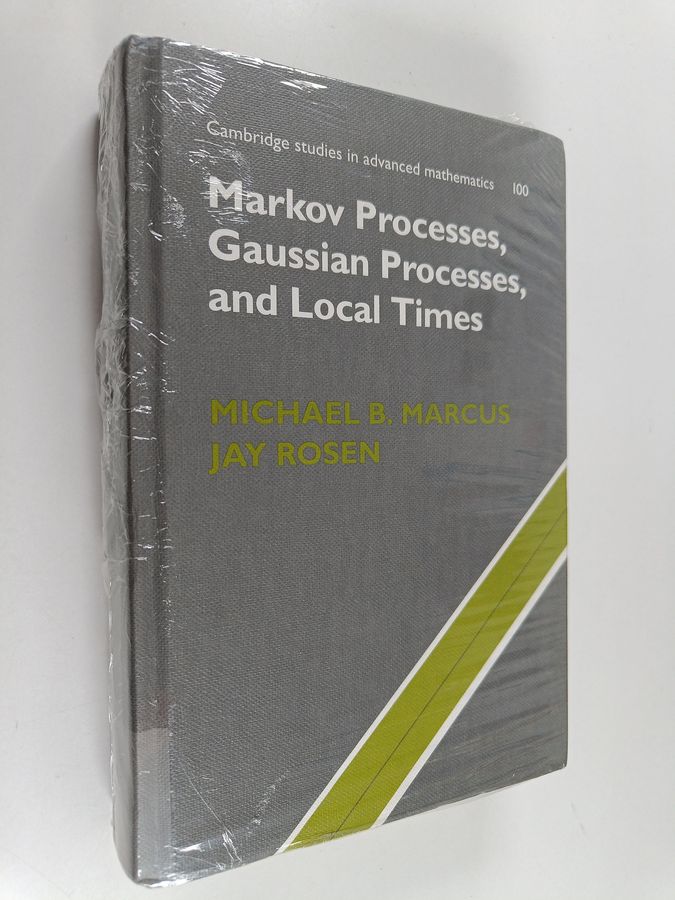 Cambridge studies in advanced mathematics 100
Markov Processes,
Gaussian Processes,
and Local Times
MICHAEL B. MARCUS
JAY ROSEN